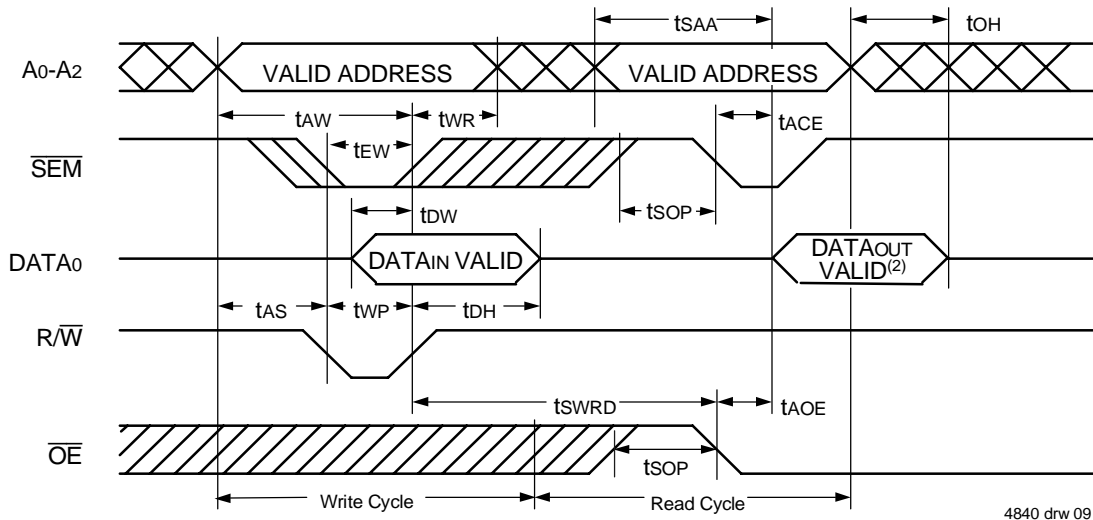 tSAA
tOH
A0-A2
VALID ADDRESS
VALID ADDRESS
tAW
tWR
tACE
tEW
SEM
tSOP
tDW
DATA0
DATAIN VALID
DATAOUT
VALID(2)
tAS
tWP
tDH
R/W
tSWRD
tAOE
OE
tSOP
Write Cycle
Read Cycle
4840 drw 09